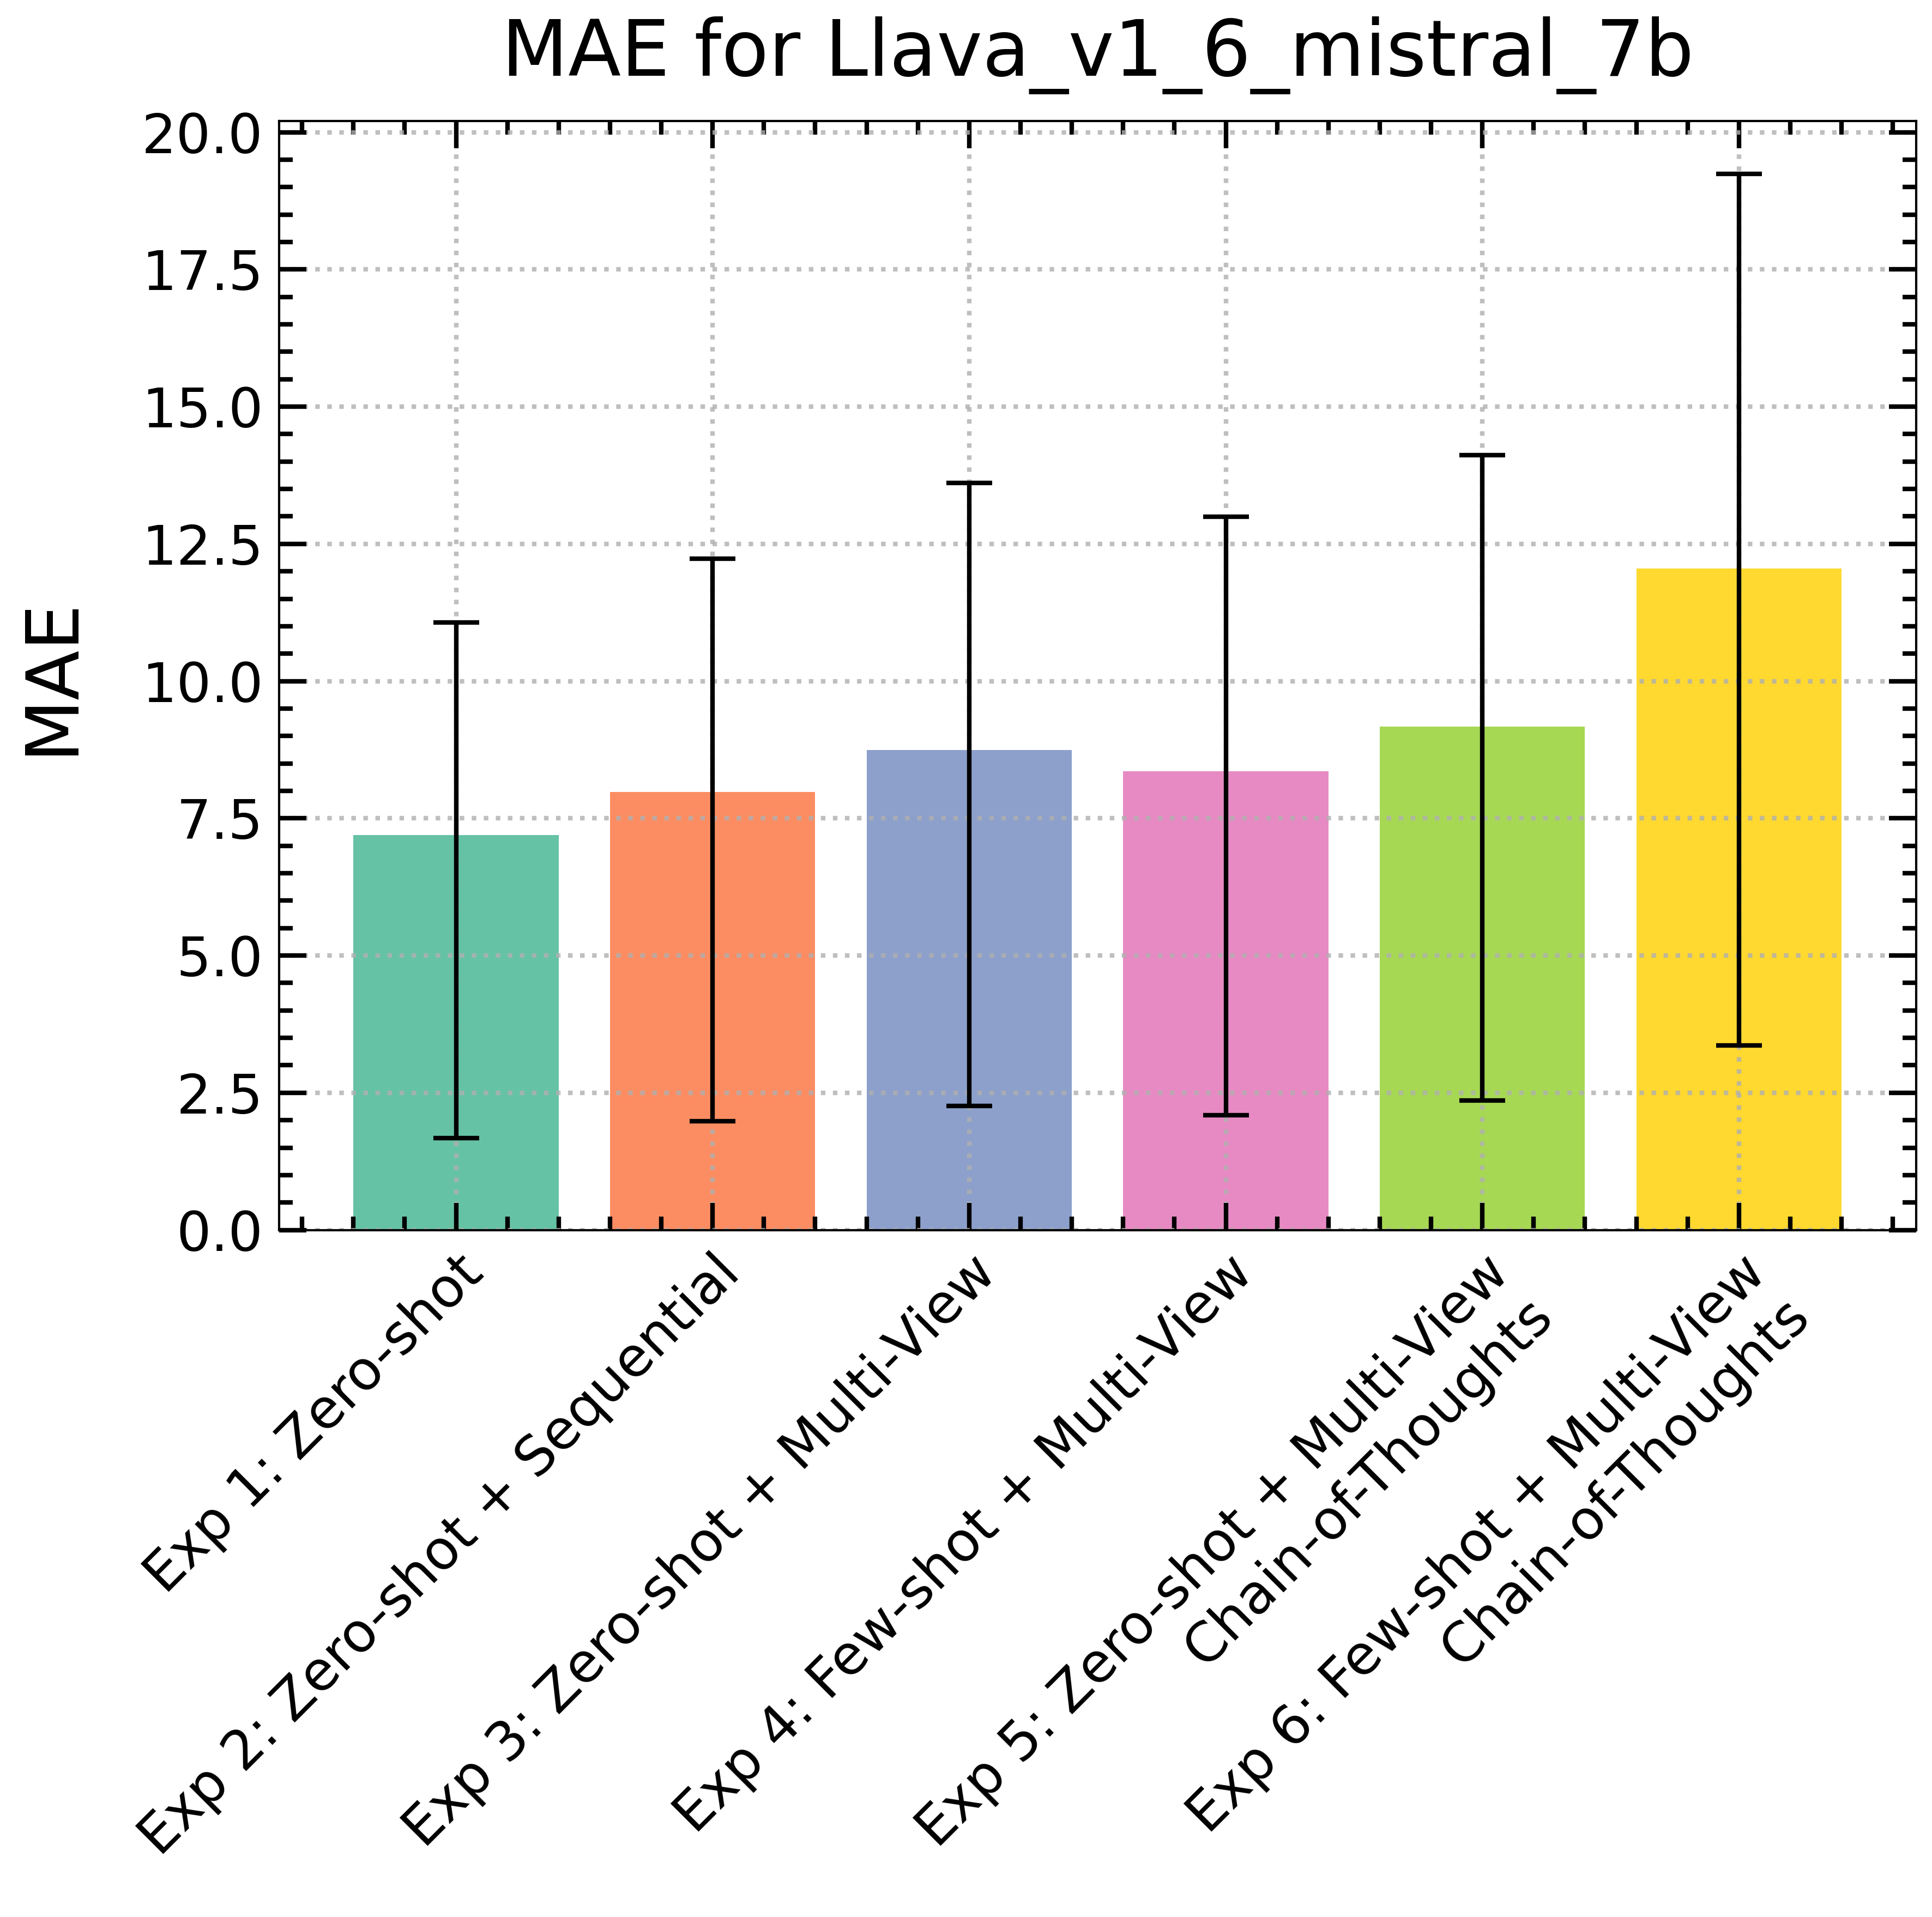 MAE for Llava_v1_6_mistral_7b
MAE
20.0
17.5
15.0
12.5
10.0
7.5
5.0
2.5
0.0
Exp 1: Zero-shot
Exp 2: Zero-shot + Sequential
Exp 3: Zero-shot + Multi-View
Exp 4: Few-shot + Multi-View
Exp 5: Zero-shot + Multi-View
Chain-of-Thoughts
Exp 6: Few-shot + Multi-View
Chain-of-Thoughts